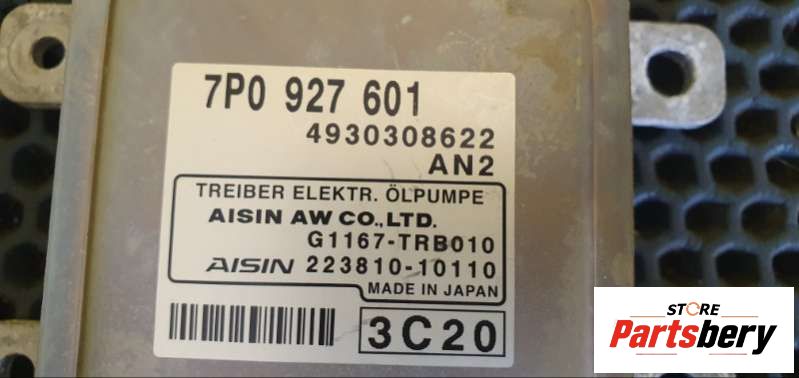 7P0 927 601
4930308622
AN2
TREIBER ELEKTR. ÖLPUMPE
AISIN AW CO.,LTD.
G1167-TRB010
AISIN 223810-10110
MADE IN JAPAN
3C20
STORE
Partsbery